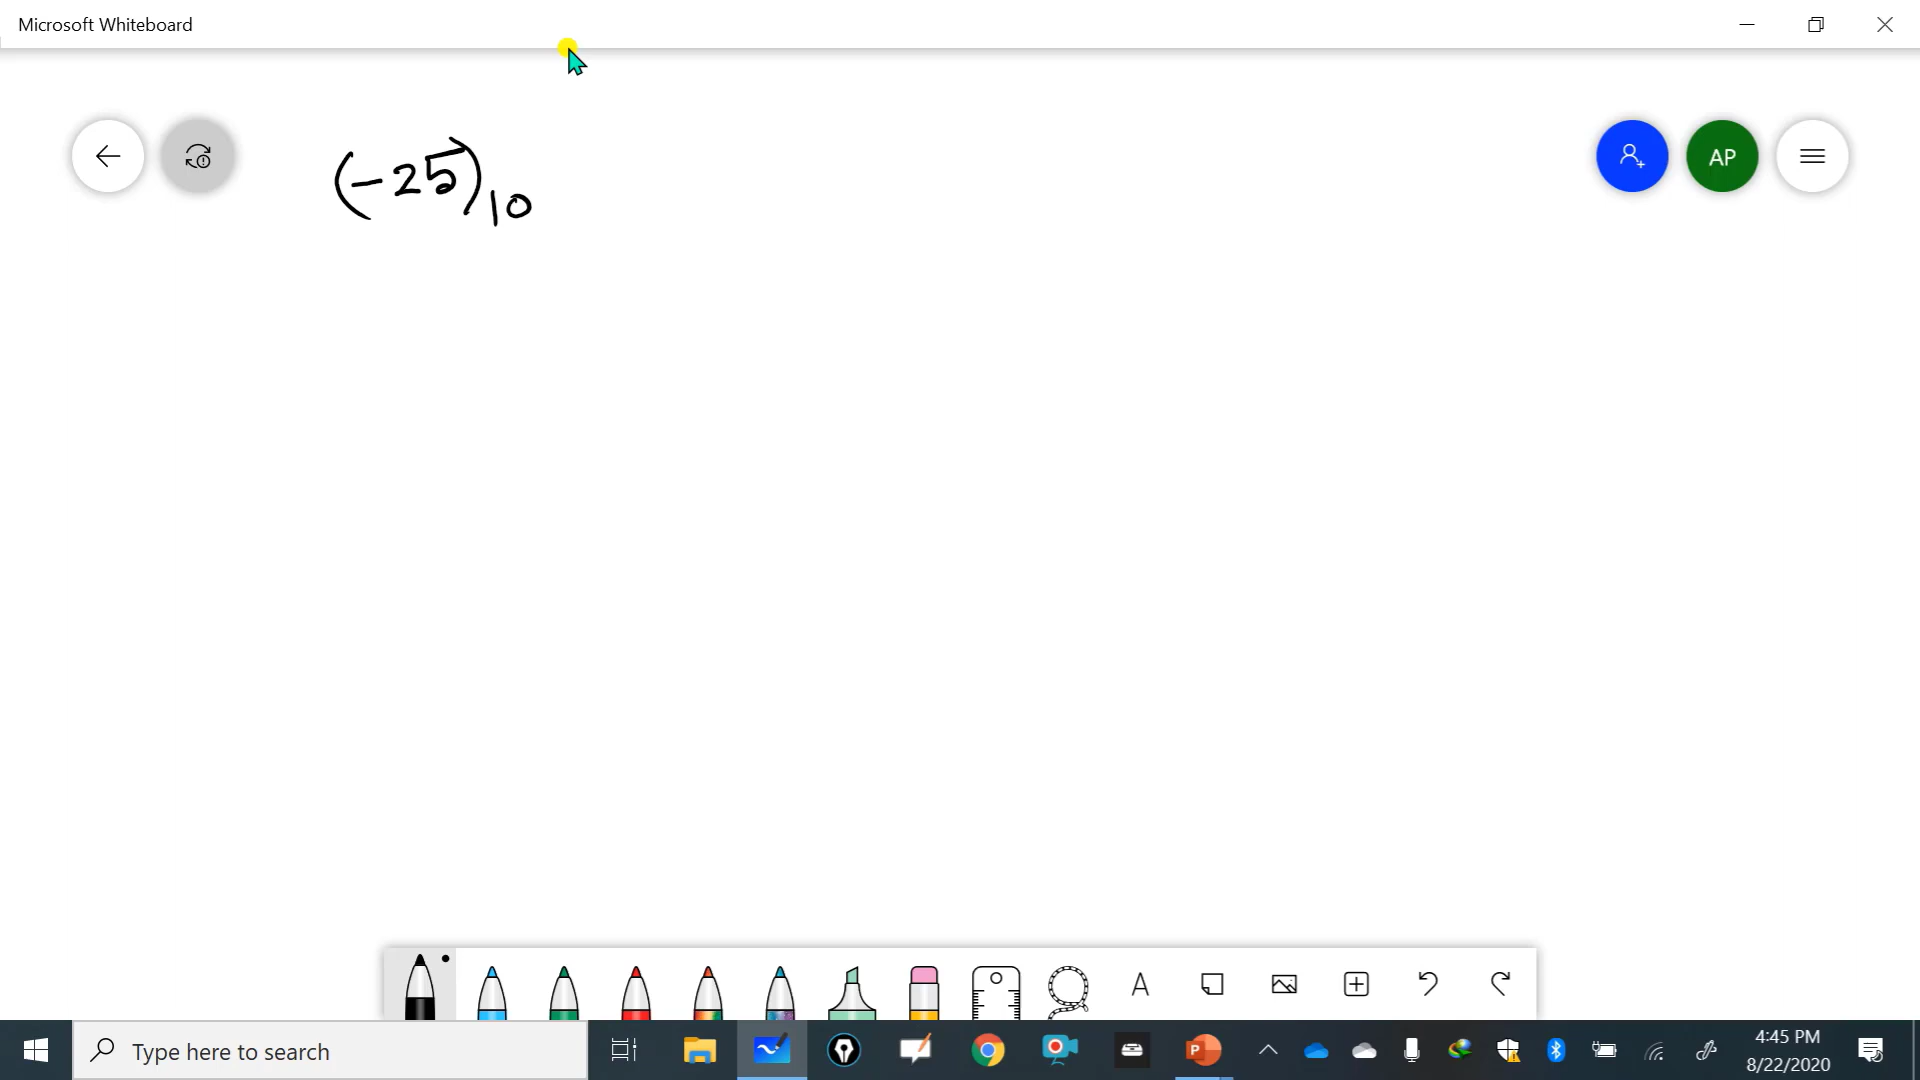 Microsoft Whiteboard
(-25)₁₀
AP
A
Type here to search
P
4:45 PM
8/22/2020